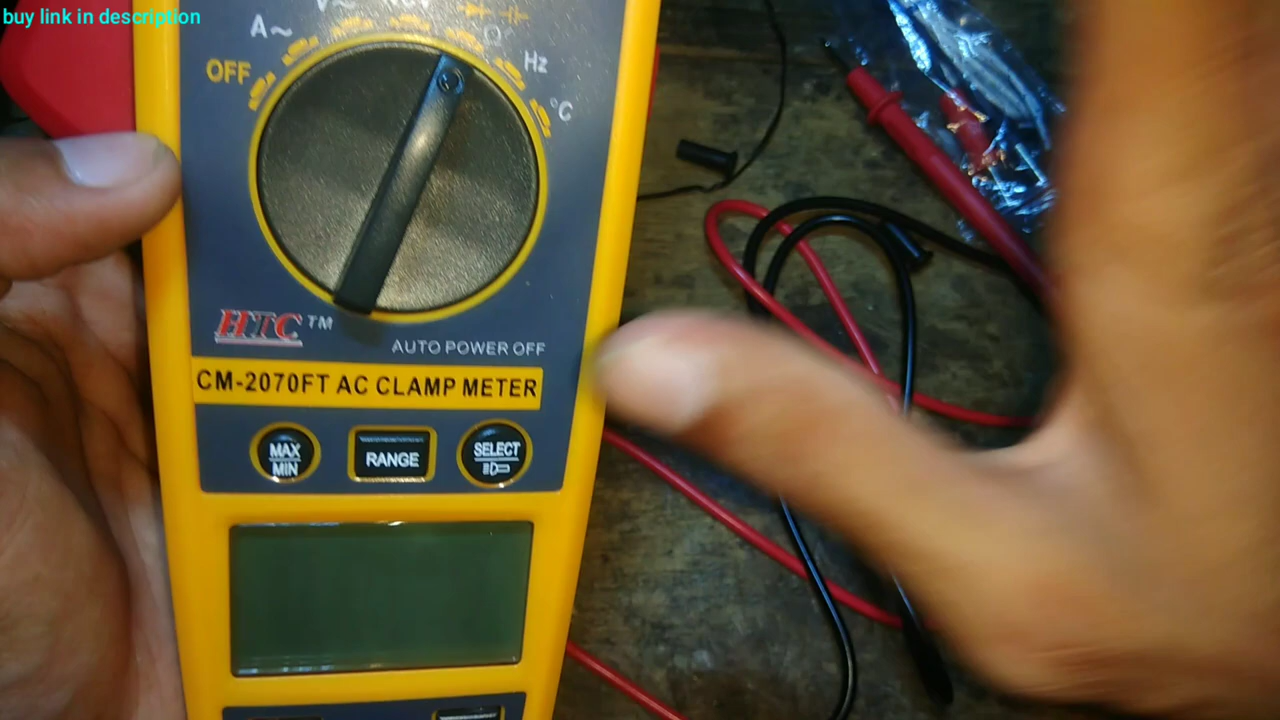 buy link in description
A~
Ω
OFF
Hz
°C
HTC™
AUTO POWER OFF
CM-2070FT AC CLAMP METER
MAX
MIN
RANGE
SELECT